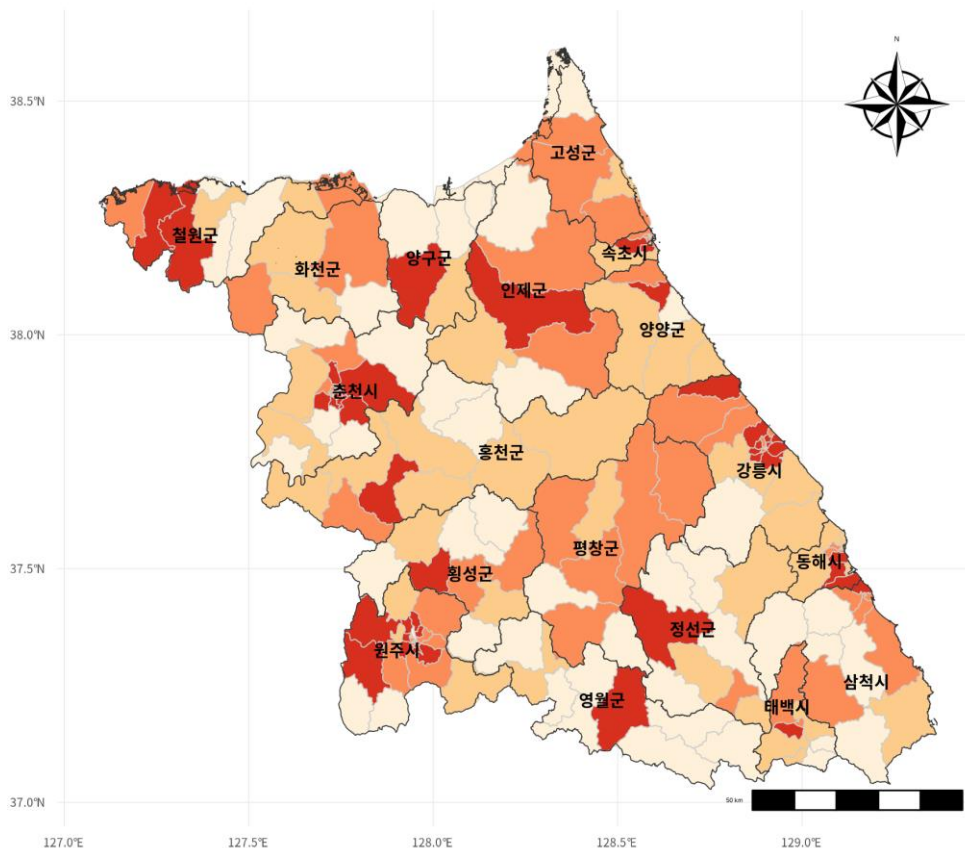 N
38.5°N
고성군
철원군
속초시
양구군
화천군
인제군
양양군
38.0°N
춘천시
홍천군
강릉시
평창군
동해시
37.5°N
횡성군
정선군
원주시
삼척시
영월군
태백시
37.0°N
50 km
127.0°E
127.5°E
128.0°E
128.5°E
129.0°E